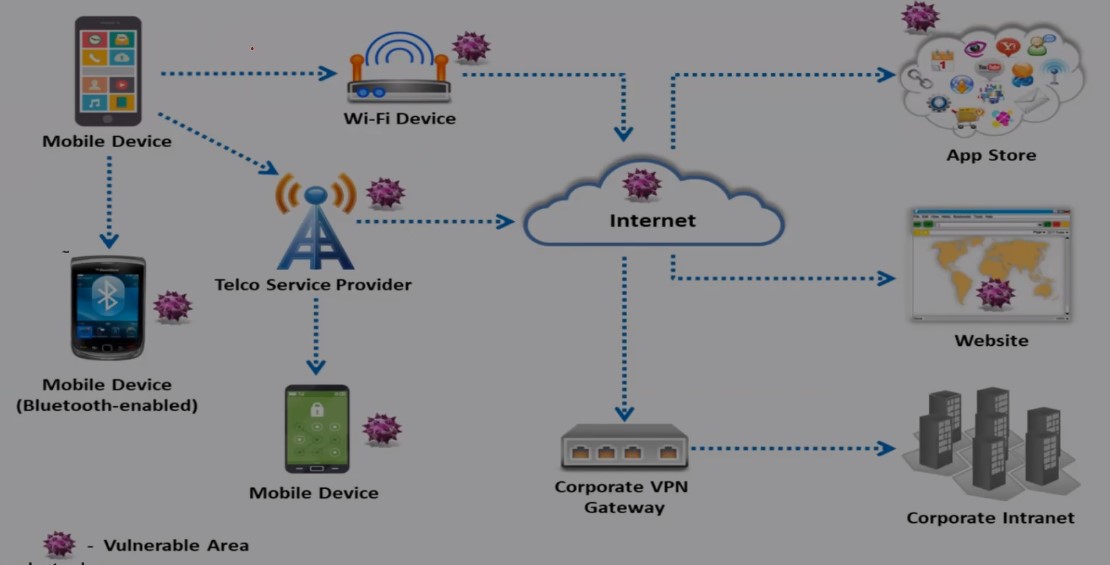 Mobile Device
Wi-Fi Device
App Store
Internet
Telco Service Provider
Website
Mobile Device
(Bluetooth-enabled)
Mobile Device
Corporate VPN
Gateway
Corporate Intranet
- Vulnerable Area